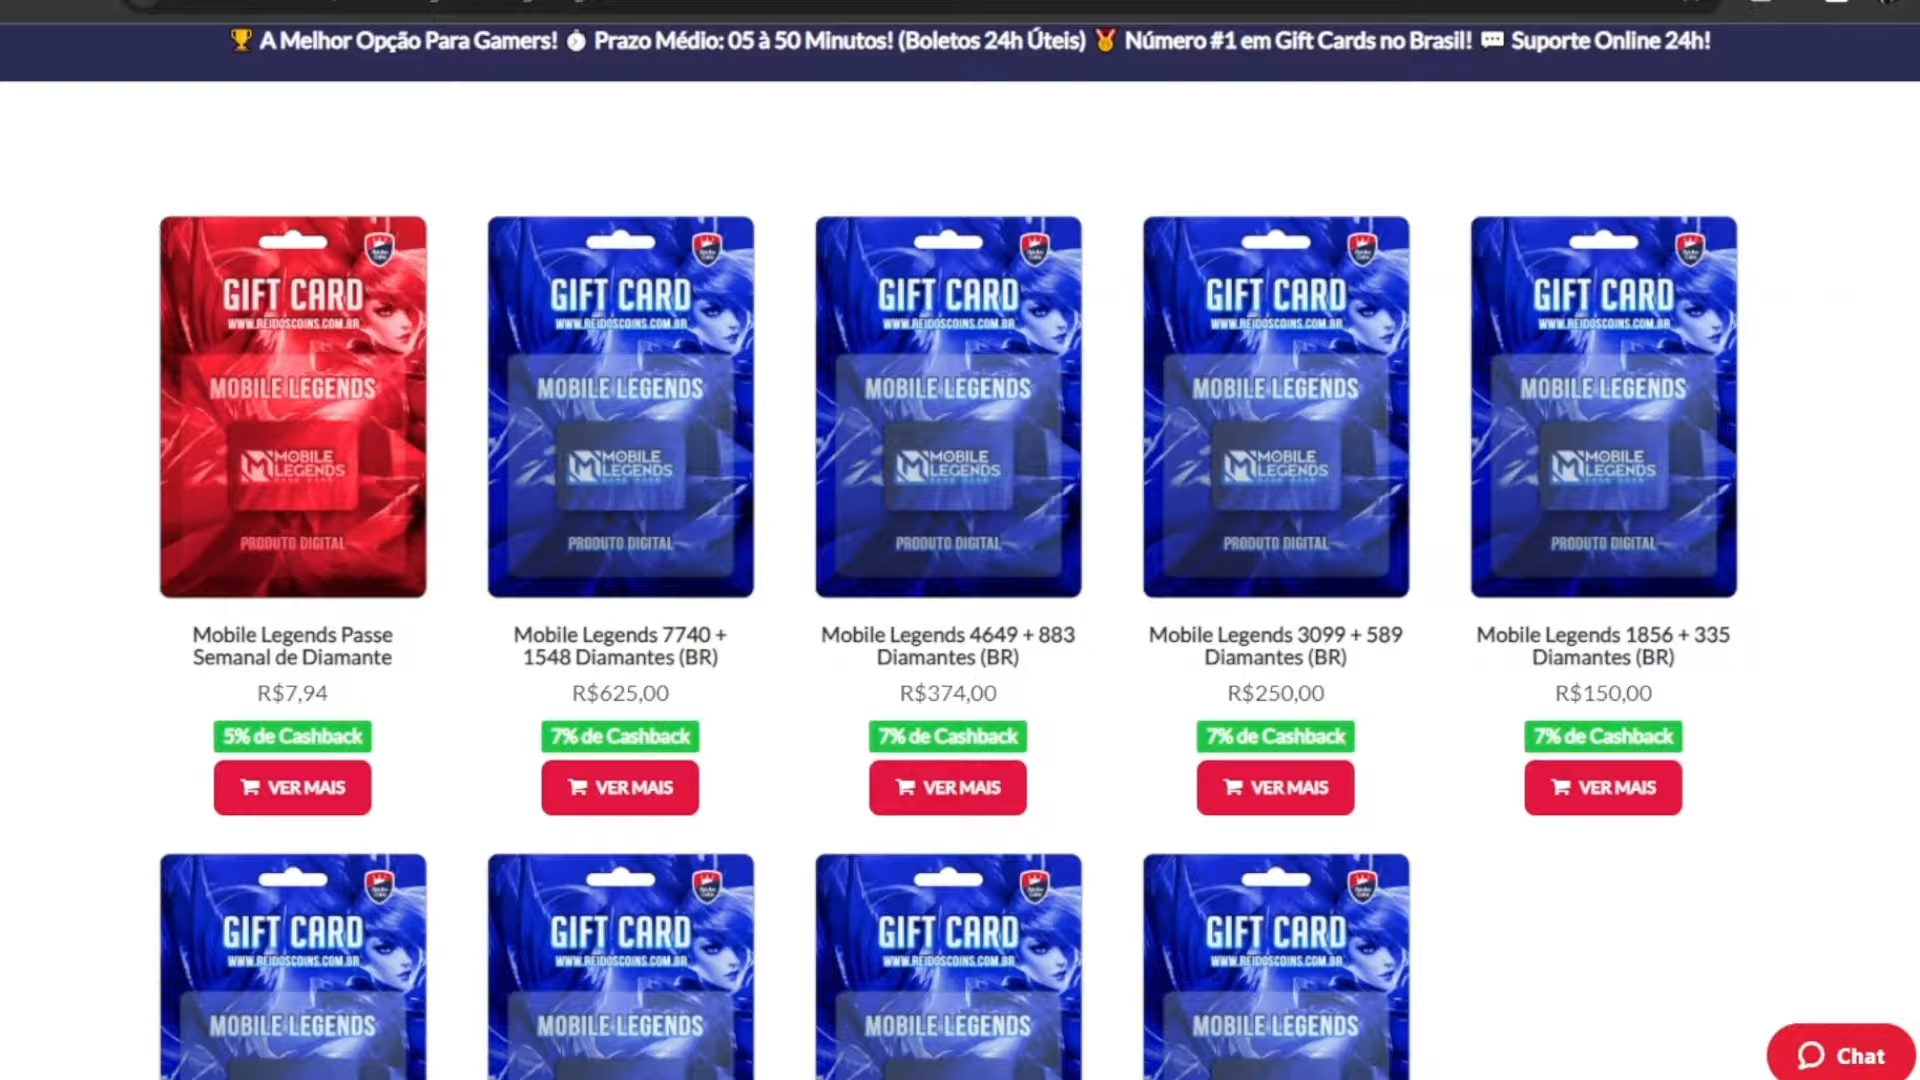 🏆 A Melhor Opção Para Gamers! ⏱ Prazo Médio: 05 à 50 Minutos! (Boletos 24h Úteis) 🏅 Número #1 em Gift Cards no Brasil! 💬 Suporte Online 24h!
GIFT CARD
WWW.REIDOSCOINS.COM.BR
MOBILE LEGENDS
MOBILE
LEGENDS
PRODUTO DIGITAL
GIFT CARD
WWW.REIDOSCOINS.COM.BR
MOBILE LEGENDS
MOBILE
LEGENDS
PRODUTO DIGITAL
GIFT CARD
WWW.REIDOSCOINS.COM.BR
MOBILE LEGENDS
MOBILE
LEGENDS
PRODUTO DIGITAL
GIFT CARD
WWW.REIDOSCOINS.COM.BR
MOBILE LEGENDS
MOBILE
LEGENDS
PRODUTO DIGITAL
GIFT CARD
WWW.REIDOSCOINS.COM.BR
MOBILE LEGENDS
MOBILE
LEGENDS
PRODUTO DIGITAL
Mobile Legends Passe
Semanal de Diamante
R$7,94
5% de Cashback
VER MAIS
Mobile Legends 7740 +
1548 Diamantes (BR)
R$625,00
7% de Cashback
VER MAIS
Mobile Legends 4649 + 883
Diamantes (BR)
R$374,00
7% de Cashback
VER MAIS
Mobile Legends 3099 + 589
Diamantes (BR)
R$250,00
7% de Cashback
VER MAIS
Mobile Legends 1856 + 335
Diamantes (BR)
R$150,00
7% de Cashback
VER MAIS
GIFT CARD
WWW.REIDOSCOINS.COM.BR
MOBILE LEGENDS
GIFT CARD
WWW.REIDOSCOINS.COM.BR
MOBILE LEGENDS
GIFT CARD
WWW.REIDOSCOINS.COM.BR
MOBILE LEGENDS
GIFT CARD
WWW.REIDOSCOINS.COM.BR
MOBILE LEGENDS
Chat